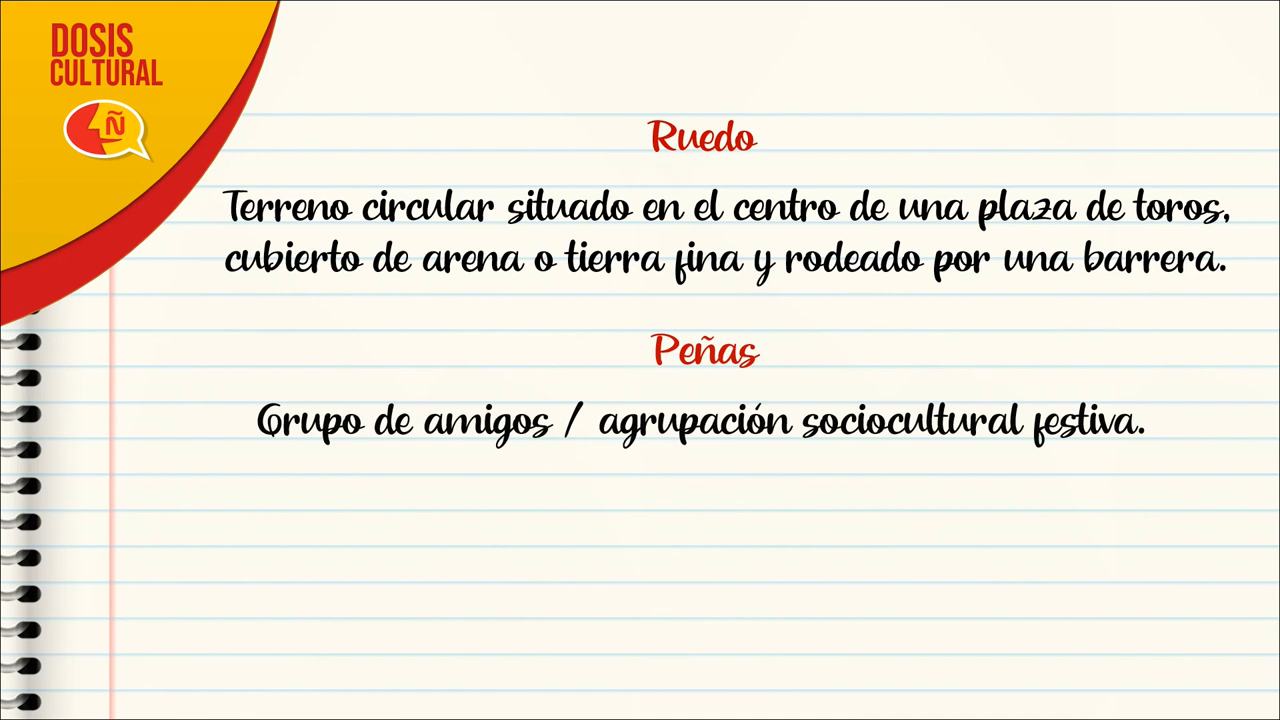 DOSIS
CULTURAL
Ñ
Ruedo
Terreno circular situado en el centro de una plaza de toros,
cubierto de arena o tierra fina y rodeado por una barrera.
Peñas
Grupo de amigos / agrupación sociocultural festiva.